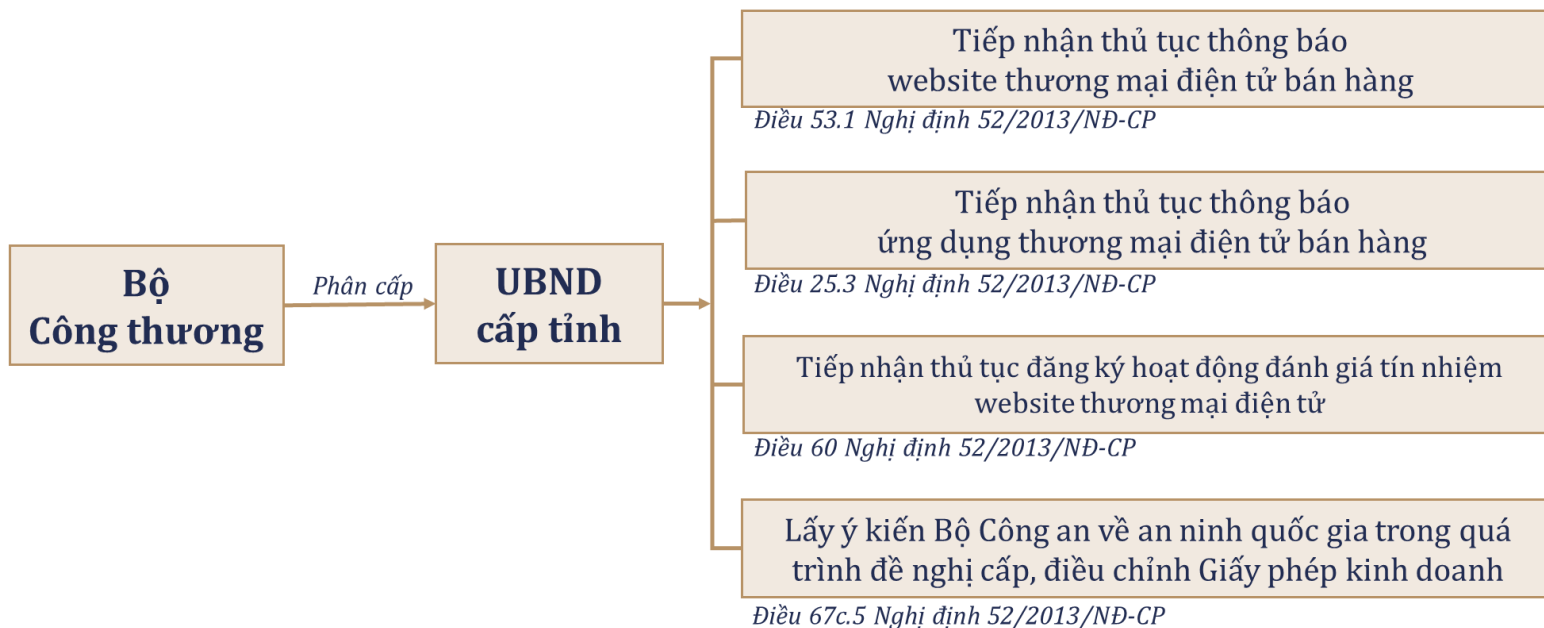 Bộ
Công thương
Phân cấp
UBND
cấp tỉnh
Tiếp nhận thủ tục thông báo
website thương mại điện tử bán hàng
Điều 53.1 Nghị định 52/2013/NĐ-CP
Tiếp nhận thủ tục thông báo
ứng dụng thương mại điện tử bán hàng
Điều 25.3 Nghị định 52/2013/NĐ-CP
Tiếp nhận thủ tục đăng ký hoạt động đánh giá tín nhiệm
website thương mại điện tử
Điều 60 Nghị định 52/2013/NĐ-CP
Lấy ý kiến Bộ Công an về an ninh quốc gia trong quá
trình đề nghị cấp, điều chỉnh Giấy phép kinh doanh
Điều 67c.5 Nghị định 52/2013/NĐ-CP